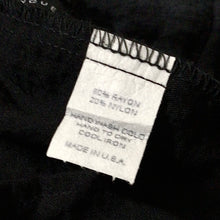 80% RAYON
20% NYLON
HAND WASH COLD
HANG TO DRY
COOL IRON
MADE IN U.S.A.